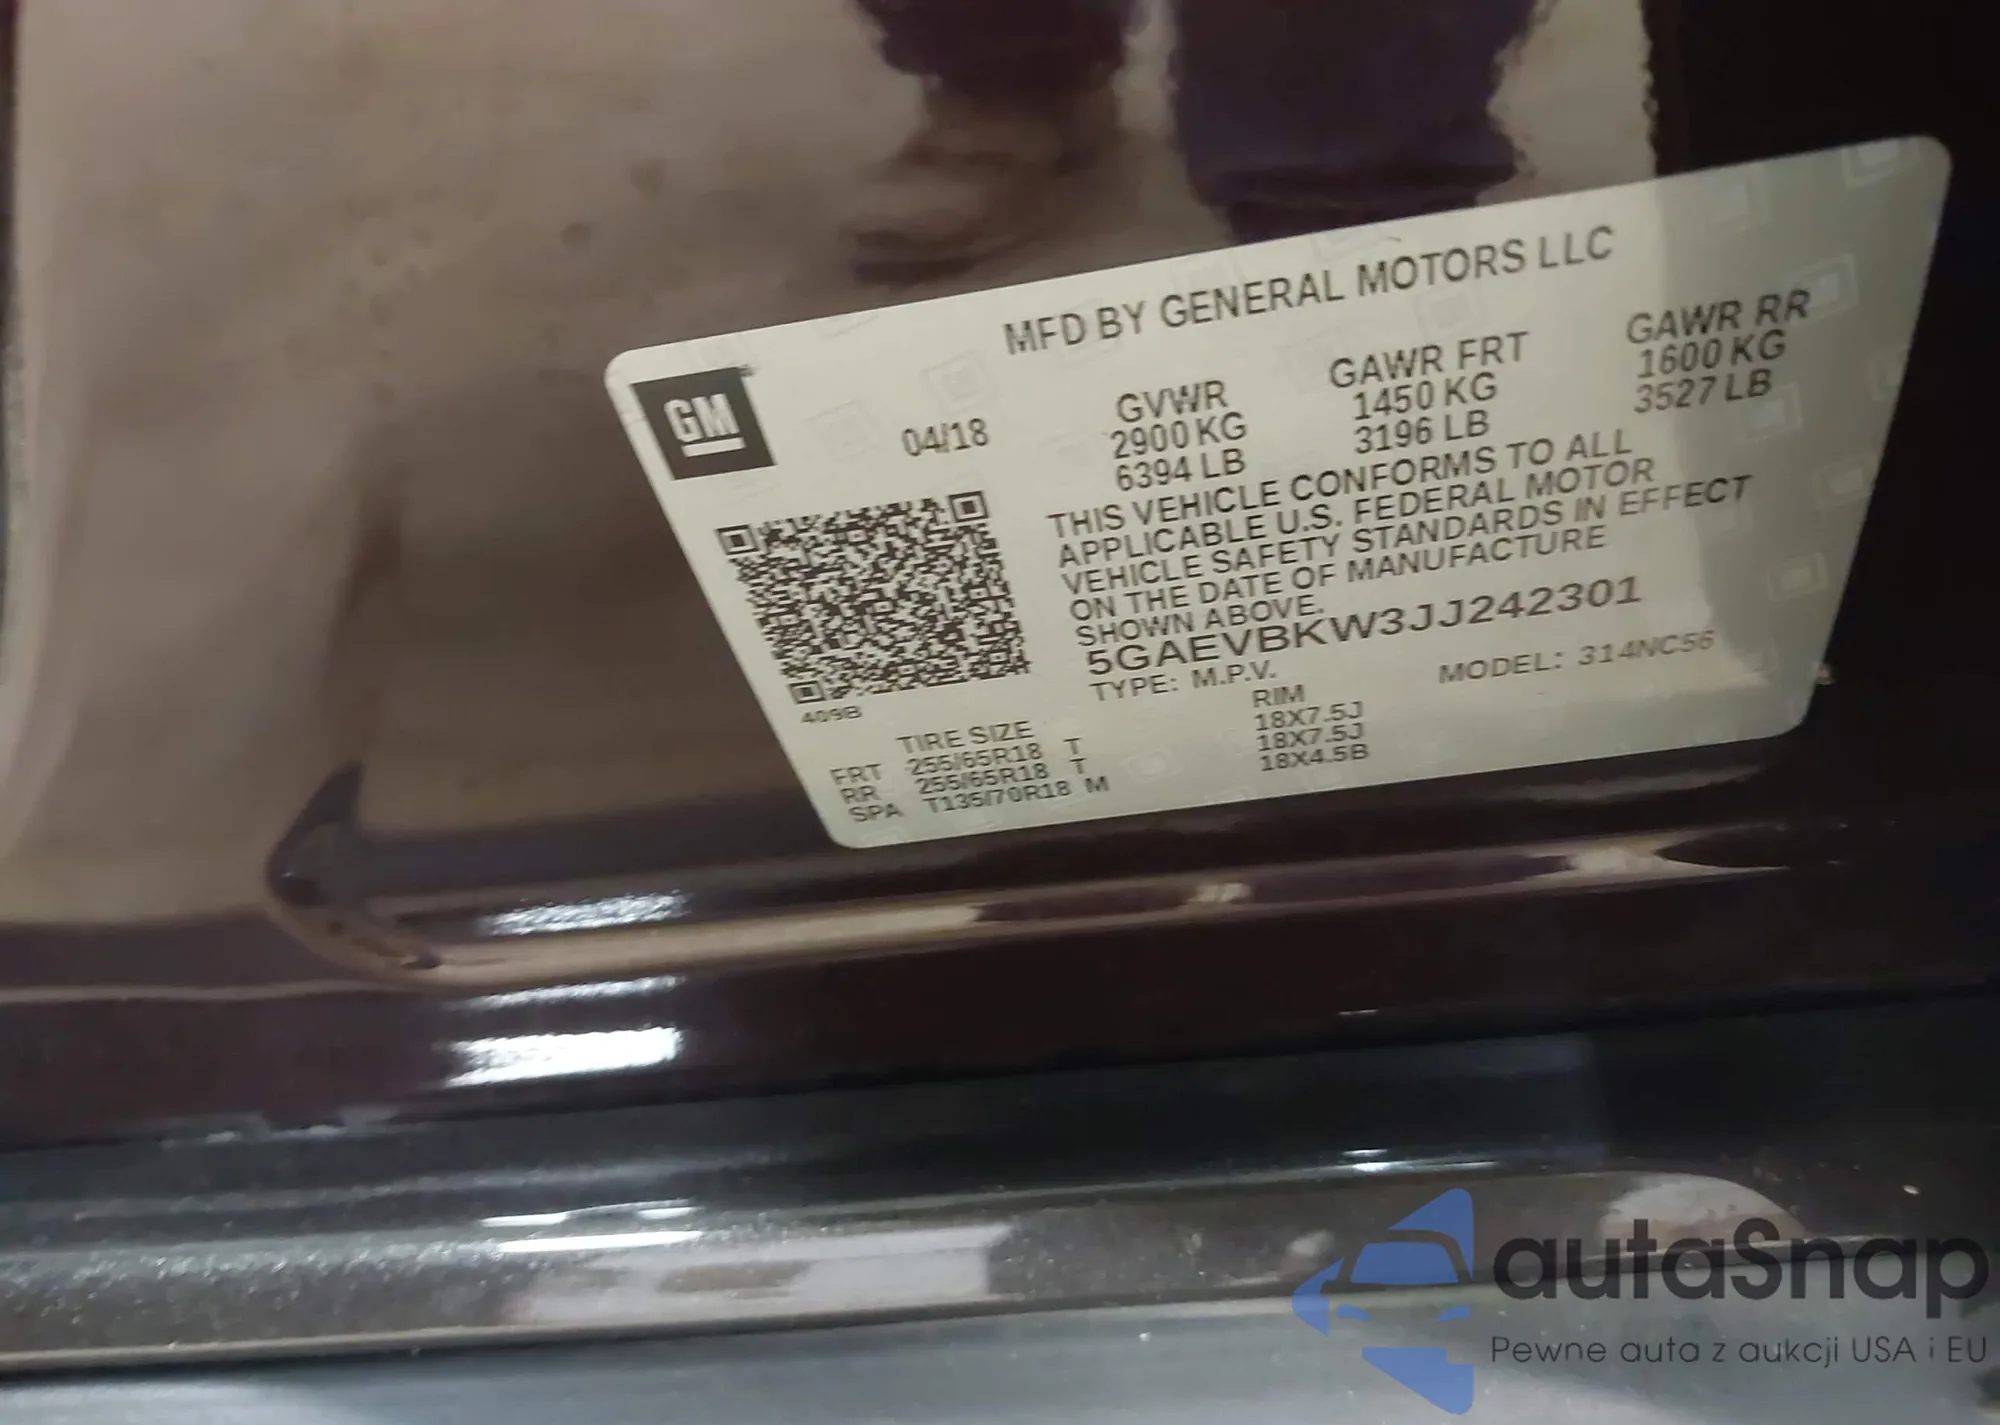 MFD BY GENERAL MOTORS LLC
GM
04/18
GVWR
2900 KG
6394 LB
GAWR FRT
1450 KG
3196 LB
GAWR RR
1600 KG
3527 LB
THIS VEHICLE CONFORMS TO ALL
APPLICABLE U.S. FEDERAL MOTOR
VEHICLE SAFETY STANDARDS IN EFFECT
ON THE DATE OF MANUFACTURE
SHOWN ABOVE.
5GAEVBKW3JJ242301
TYPE: M.P.V. MODEL: 314NC56
409B
TIRE SIZE RIM
FRT 255/65R18 T 18X7.5J
RR 255/65R18 T 18X7.5J
SPA T135/70R18 M 18X4.5B
autaSnap
Pewne auta z aukcji USA i EU